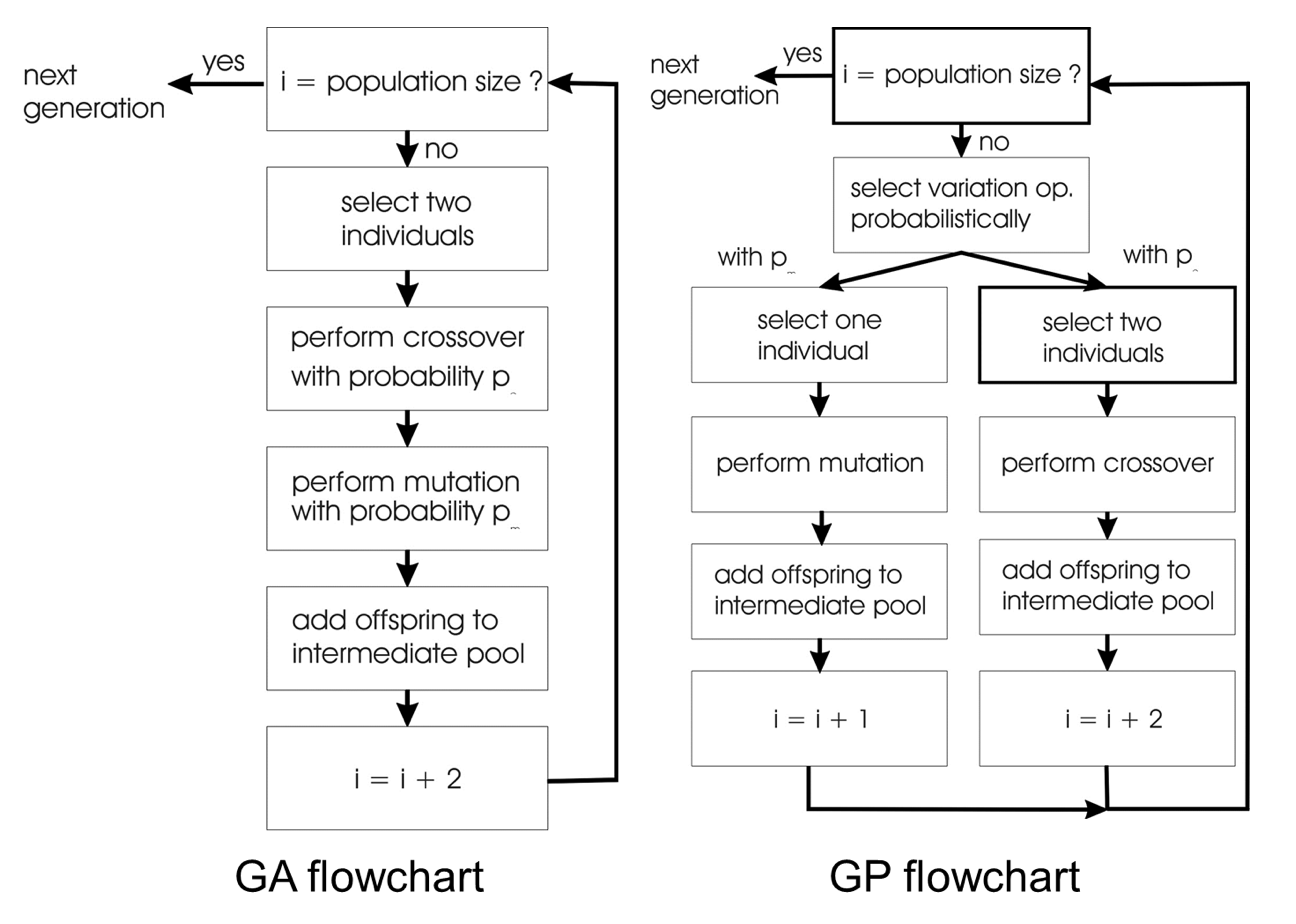 yes
next
generation
i = population size ?
no
select two
individuals
perform crossover
with probability p
perform mutation
with probability p
add offspring to
intermediate pool
i = i + 2
GA flowchart
yes
next
generation
i = population size ?
no
select variation op.
probabilistically
with p
with p
select one
individual
select two
individuals
perform mutation
perform crossover
add offspring to
intermediate pool
add offspring to
intermediate pool
i = i + 1
i = i + 2
GP flowchart